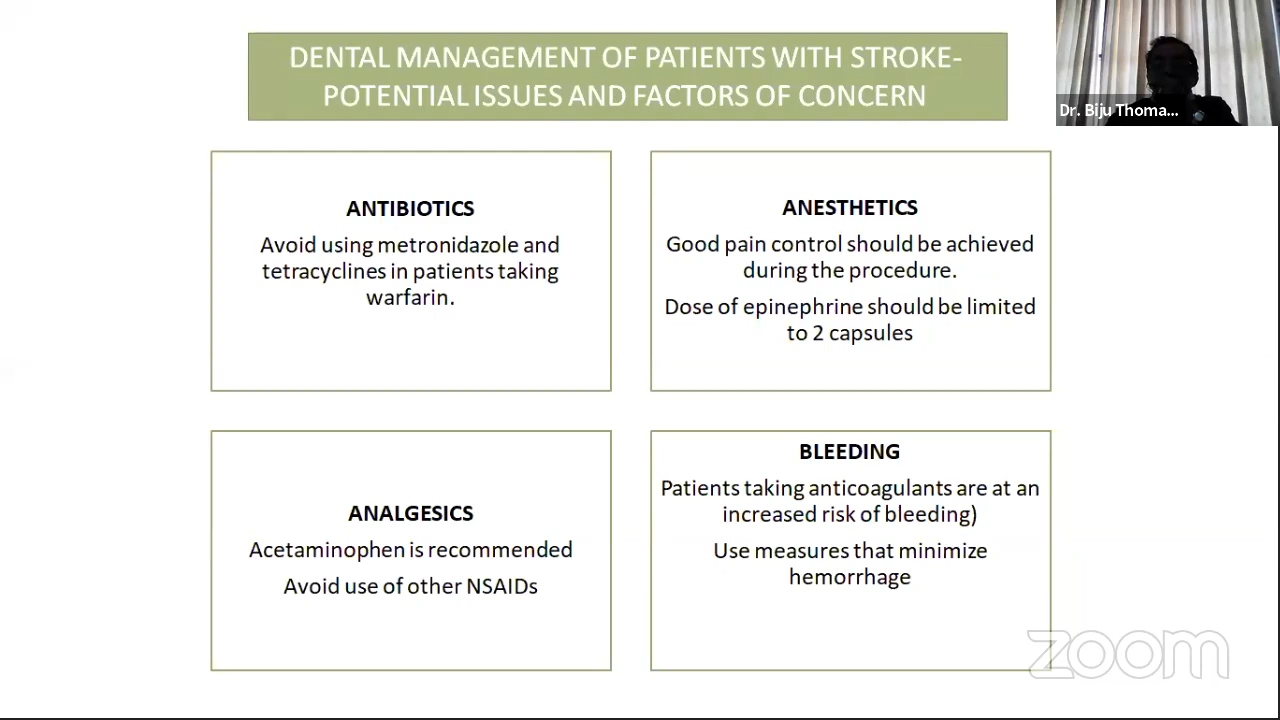 DENTAL MANAGEMENT OF PATIENTS WITH STROKE-
POTENTIAL ISSUES AND FACTORS OF CONCERN
Dr. Biju Thoma...
ANTIBIOTICS
Avoid using metronidazole and
tetracyclines in patients taking
warfarin.
ANESTHETICS
Good pain control should be achieved
during the procedure.
Dose of epinephrine should be limited
to 2 capsules
ANALGESICS
Acetaminophen is recommended
Avoid use of other NSAIDs
BLEEDING
Patients taking anticoagulants are at an
increased risk of bleeding)
Use measures that minimize
hemorrhage
zoom